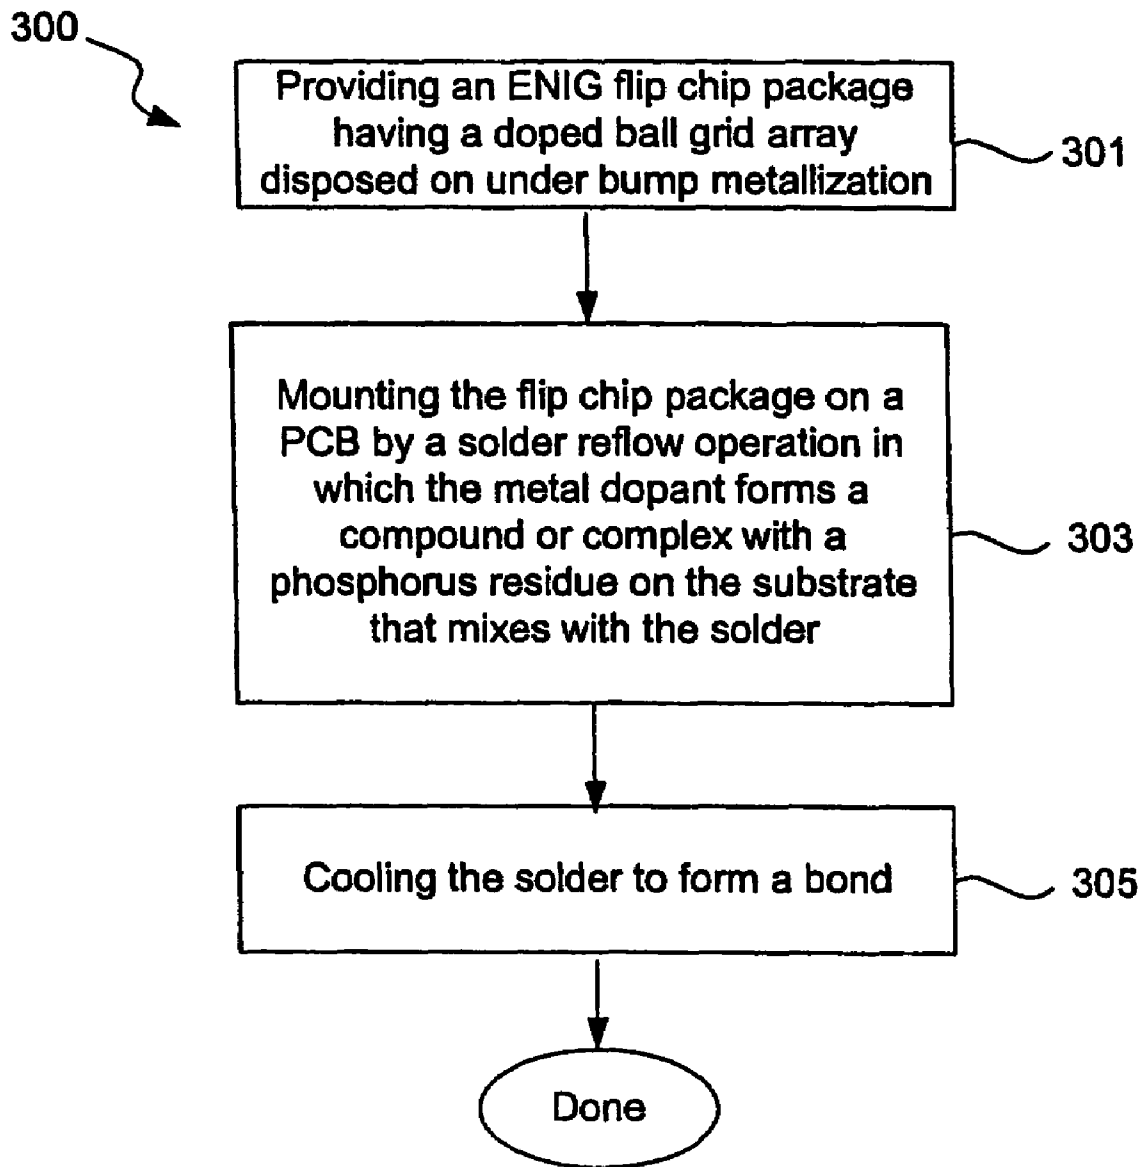 300
Providing an ENIG flip chip package
having a doped ball grid array
disposed on under bump metallization
301
Mounting the flip chip package on a
PCB by a solder reflow operation in
which the metal dopant forms a
compound or complex with a
phosphorus residue on the substrate
that mixes with the solder
303
Cooling the solder to form a bond
305
Done